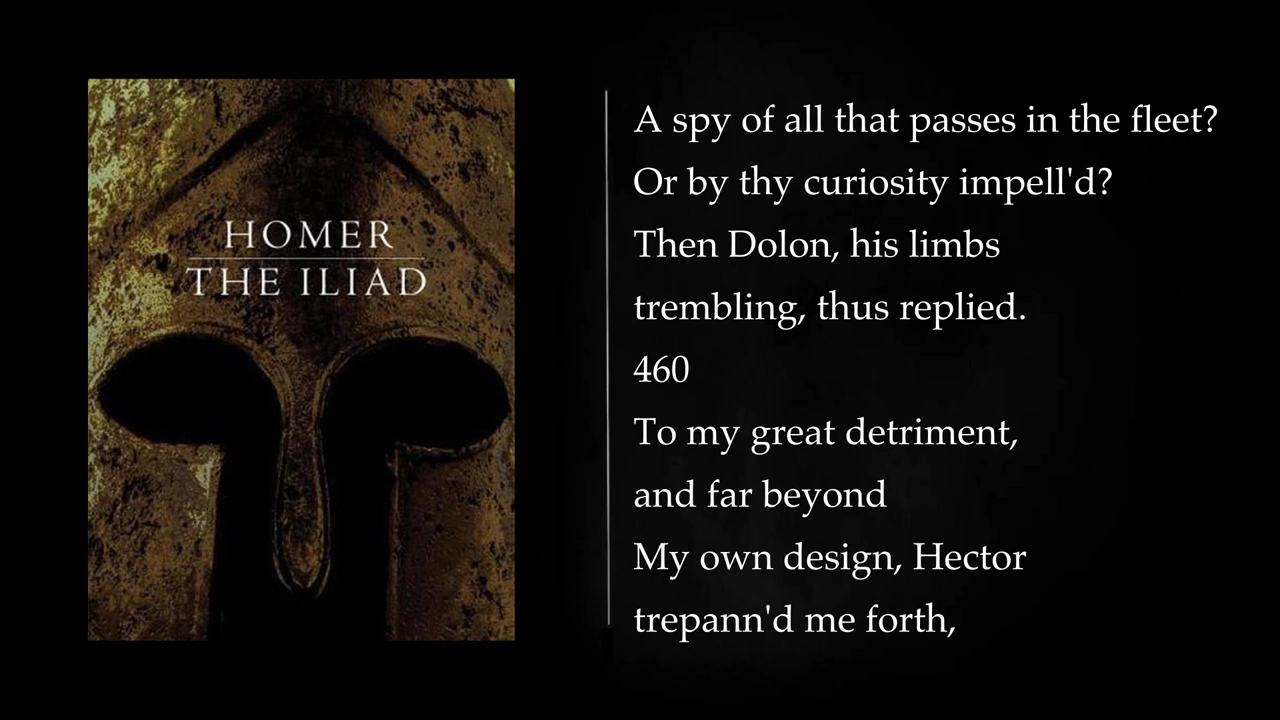 HOMER
THE ILIAD
A spy of all that passes in the fleet?
Or by thy curiosity impell'd?
Then Dolon, his limbs
trembling, thus replied.
460
To my great detriment,
and far beyond
My own design, Hector
trepann'd me forth,